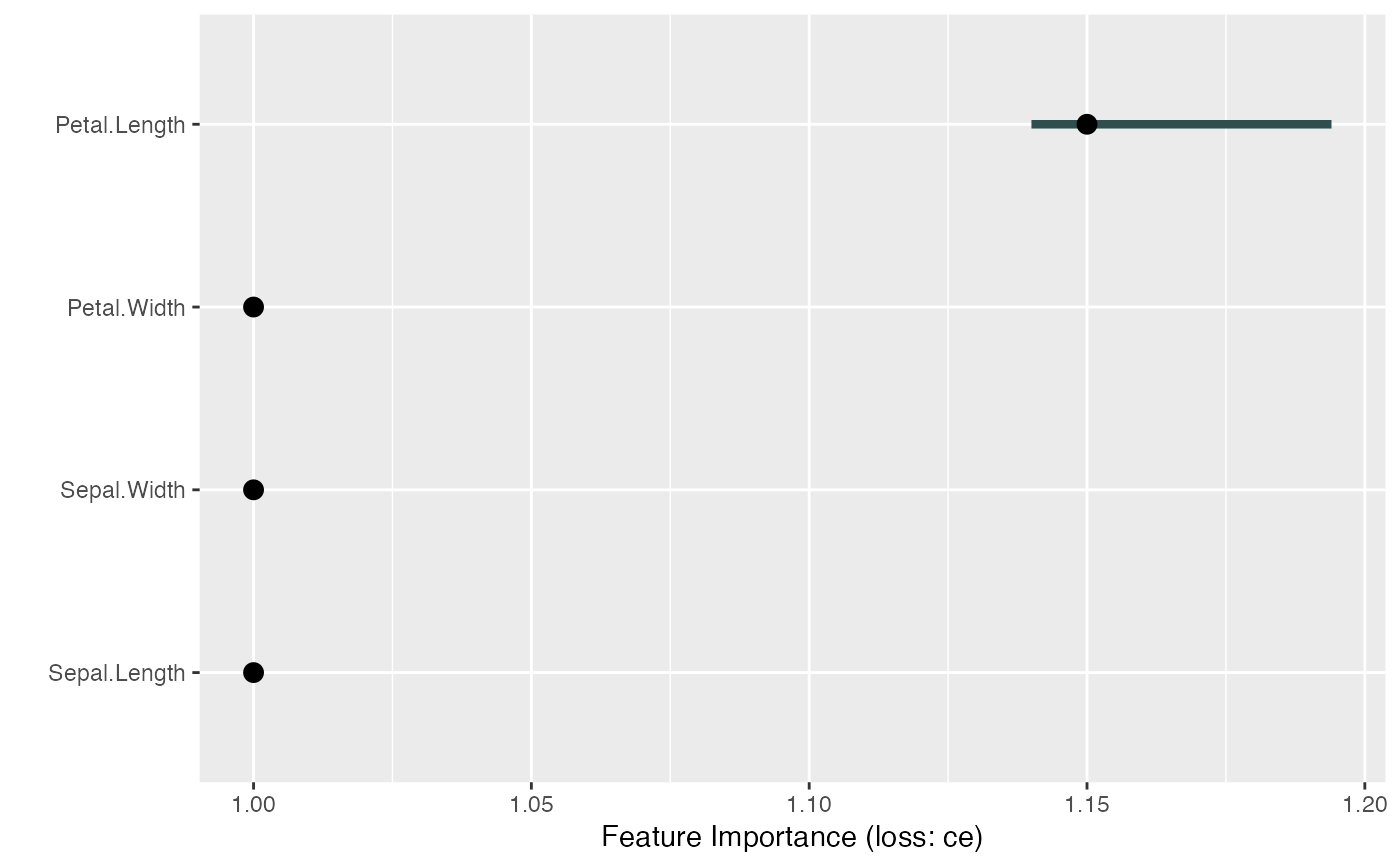 Petal.Length
Petal.Width
Sepal.Width
Sepal.Length
1.00 1.05 1.10 1.15 1.20
Feature Importance (loss: ce)